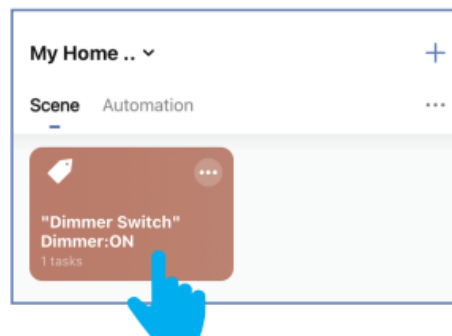 My Home ..
Scene Automation
"Dimmer Switch"
Dimmer:ON
1 tasks